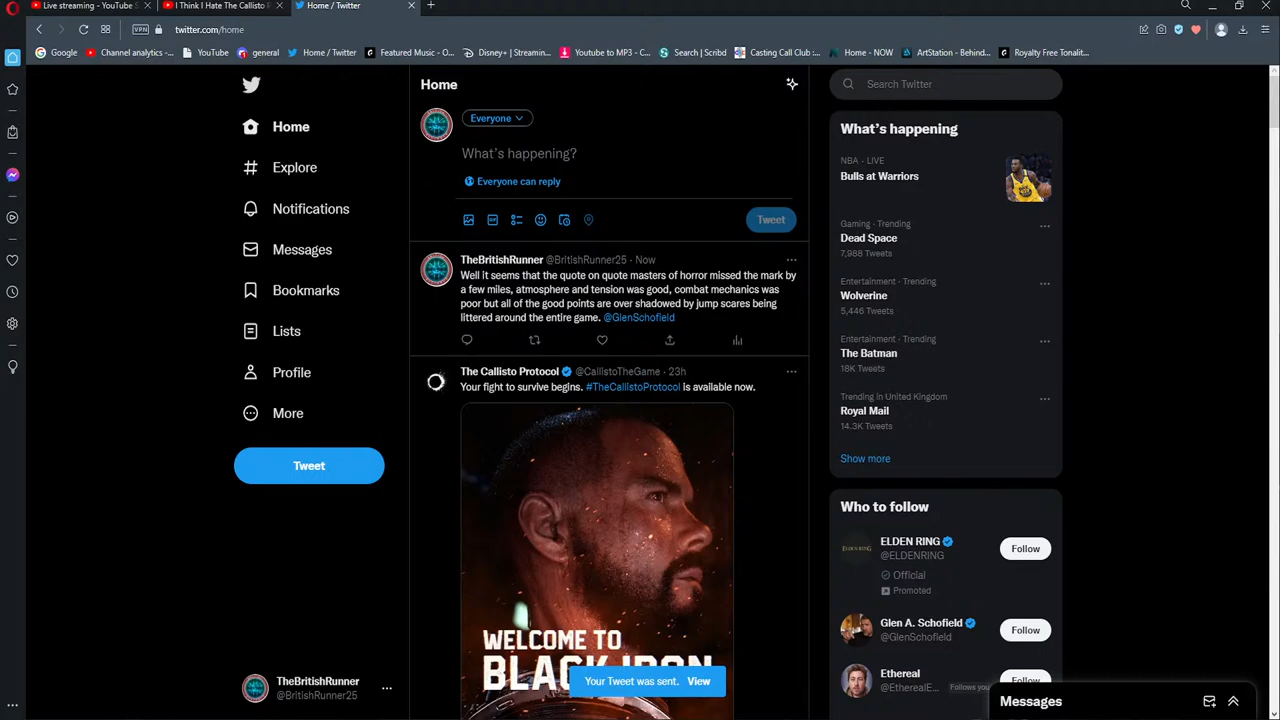 Live streaming - YouTube S
I Think I Hate The Callisto P
Home / Twitter
VPN
twitter.com/home
Google
Channel analytics -...
YouTube
general
Home / Twitter
Featured Music - O...
Disney+ | Streamin...
Youtube to MP3 - C...
Search | Scribd
Casting Call Club :...
Home - NOW
ArtStation - Behind...
Royalty Free Tonalit...
Home
Explore
Notifications
Messages
Bookmarks
Lists
Profile
More
Tweet
TheBritishRunner
@BritishRunner25
Home
Everyone
What's happening?
Everyone can reply
Tweet
TheBritishRunner @BritishRunner25 · Now
Well it seems that the quote on quote masters of horror missed the mark by
a few miles, atmosphere and tension was good, combat mechanics was
poor but all of the good points are over shadowed by jump scares being
littered around the entire game. @GlenSchofield
The Callisto Protocol @CallistoTheGame · 23h
Your fight to survive begins. #TheCallistoProtocol is available now.
WELCOME TO
BLACK IRON
Your Tweet was sent. View
Search Twitter
What's happening
NBA · LIVE
Bulls at Warriors
Gaming · Trending
Dead Space
7,988 Tweets
Entertainment · Trending
Wolverine
5,446 Tweets
Entertainment · Trending
The Batman
18K Tweets
Trending in United Kingdom
Royal Mail
14.3K Tweets
Show more
Who to follow
ELDEN RING
@ELDENRING
Official
Promoted
Follow
Glen A. Schofield
@GlenSchofield
Follow
Ethereal
@EtherealE... Follows you
Follow
Messages